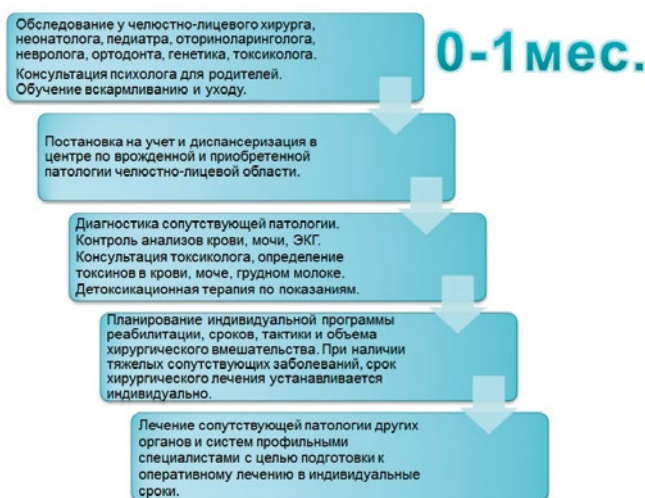 Обследование у челюстно-лицевого хирурга,
неонатолога, педиатра, оториноларинголога,
невролога, ортодонта, генетика, токсиколога.
Консультация психолога для родителей.
Обучение вскармливанию и уходу.
0-1мес.
Постановка на учет и диспансеризация в
центре по врожденной и приобретенной
патологии челюстно-лицевой области.
Диагностика сопутствующей патологии.
Контроль анализов крови, мочи, ЭКГ.
Консультация токсиколога, определение
токсинов в крови, моче, грудном молоке.
Детоксикационная терапия по показаниям.
Планирование индивидуальной программы
реабилитации, сроков, тактики и объема
хирургического вмешательства. При наличии
тяжелых сопутствующих заболеваний, срок
хирургического лечения устанавливается
индивидуально.
Лечение сопутствующей патологии других
органов и систем профильными
специалистами с целью подготовки к
оперативному лечению в индивидуальные
сроки.